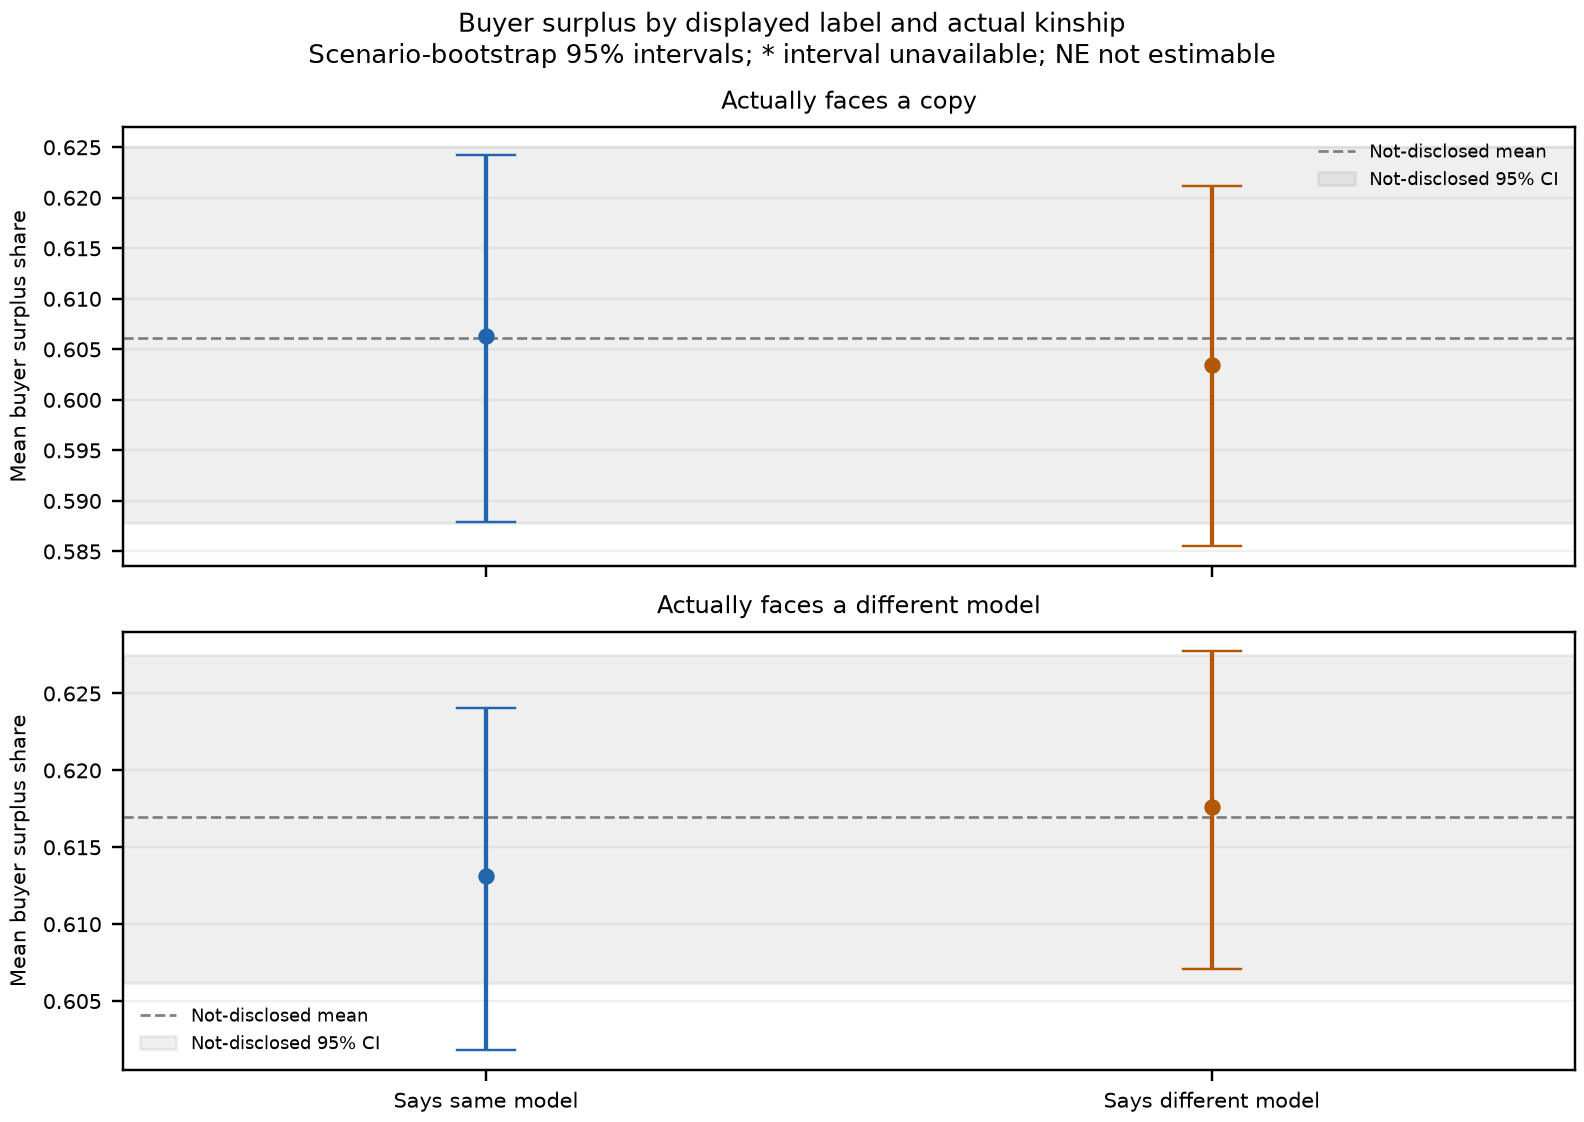 Buyer surplus by displayed label and actual kinship
Scenario-bootstrap 95% intervals; * interval unavailable; NE not estimable
Actually faces a copy
Mean buyer surplus share
0.625
0.620
0.615
0.610
0.605
0.600
0.595
0.590
0.585
Not-disclosed mean
Not-disclosed 95% CI
Actually faces a different model
Mean buyer surplus share
0.625
0.620
0.615
0.610
0.605
Not-disclosed mean
Not-disclosed 95% CI
Says same model
Says different model